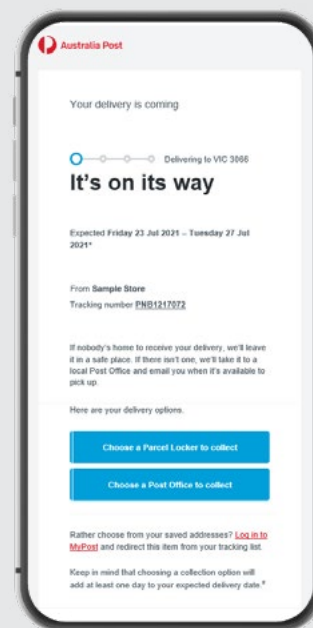 Australia Post
Your delivery is coming
Delivering to VIC 3066
It's on its way
Expected Friday 23 Jul 2021 – Tuesday 27 Jul
2021*
From Sample Store
Tracking number PNB1217072
If nobody's home to receive your delivery, we'll leave
it in a safe place. If there isn't one, we'll take it to a
local Post Office and email you when it's available to
pick up.
Here are your delivery options.
Choose a Parcel Locker to collect
Choose a Post Office to collect
Rather choose from your saved addresses? Log in to
MyPost and redirect this item from your tracking list.
Keep in mind that choosing a collection option will
add at least one day to your expected delivery date.